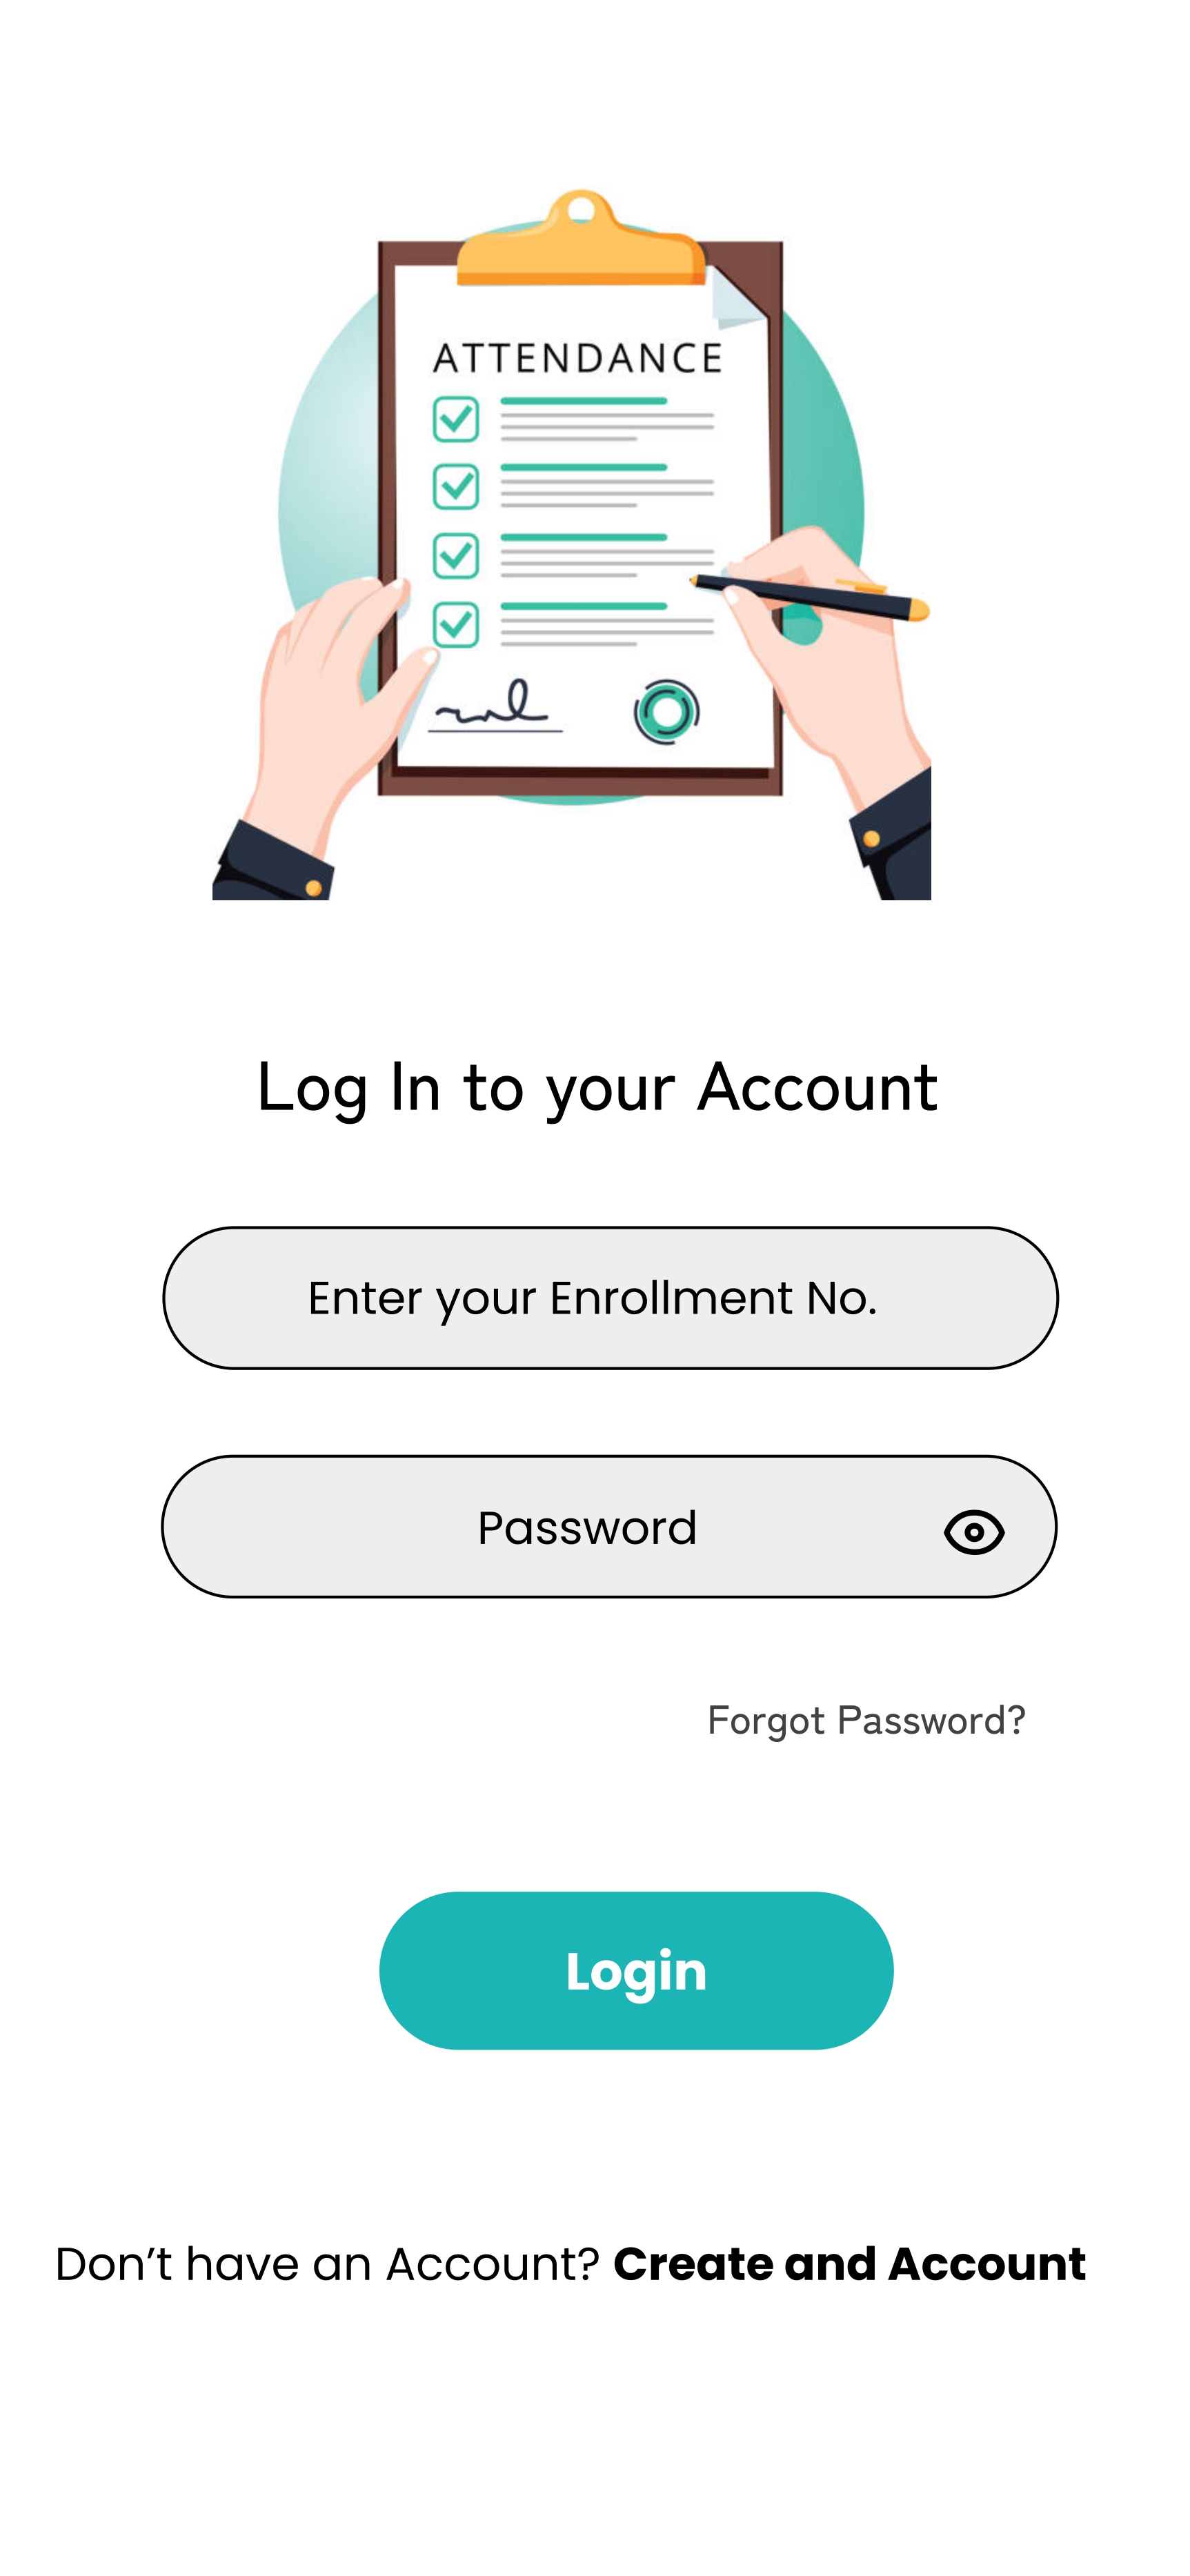 ATTENDANCE
Log In to your Account
Enter your Enrollment No.
Password
Forgot Password?
Login
Don’t have an Account? Create and Account